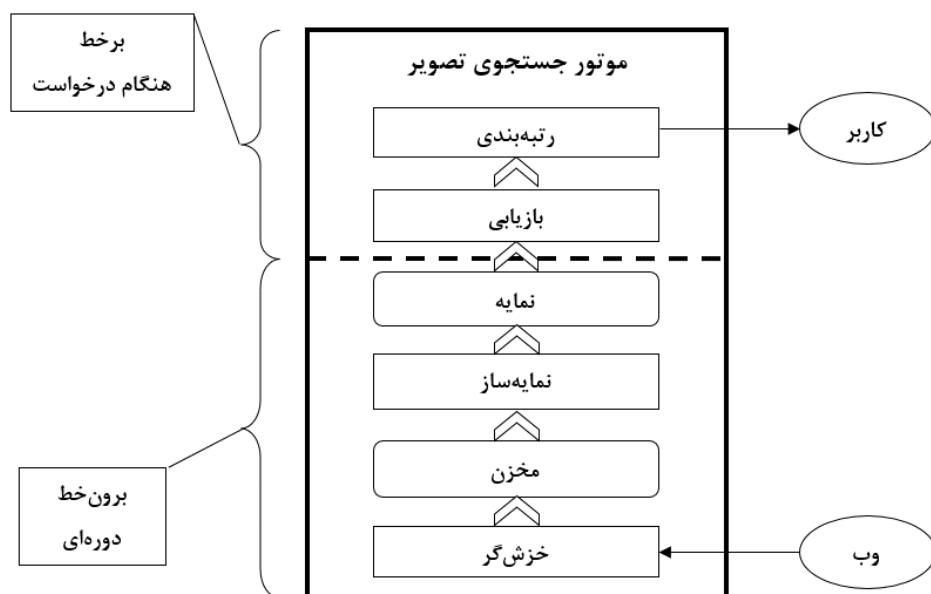 برخط
هنگام درخواست
موتور جستجوی تصویر
رتبه‌بندی
کاربر
بازیابی
نمایه
نمایه‌ساز
مخزن
برون‌خط
دوره‌ای
خزش‌گر
وب